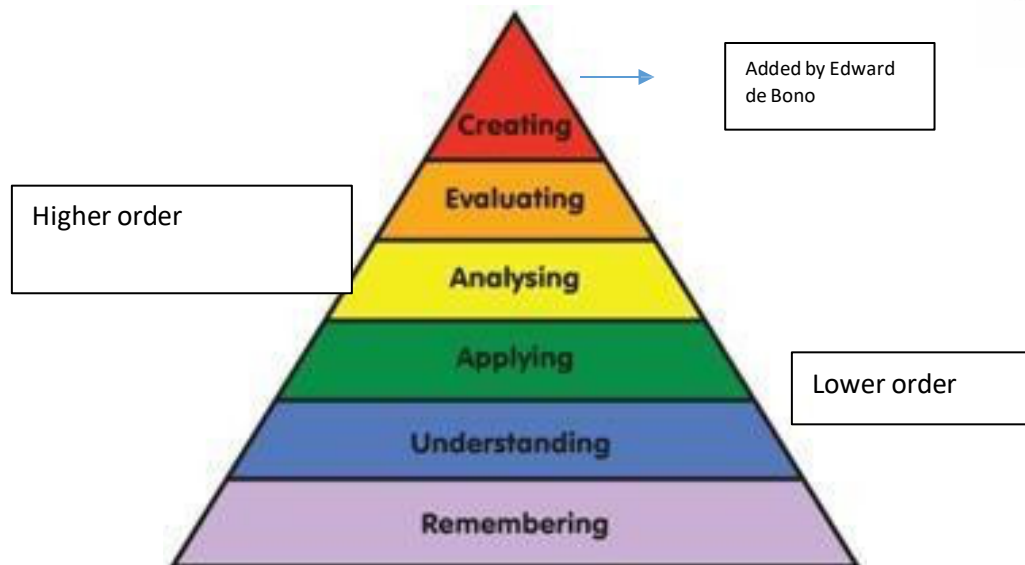 Added by Edward
de Bono
Creating
Evaluating
Higher order
Analysing
Applying
Lower order
Understanding
Remembering